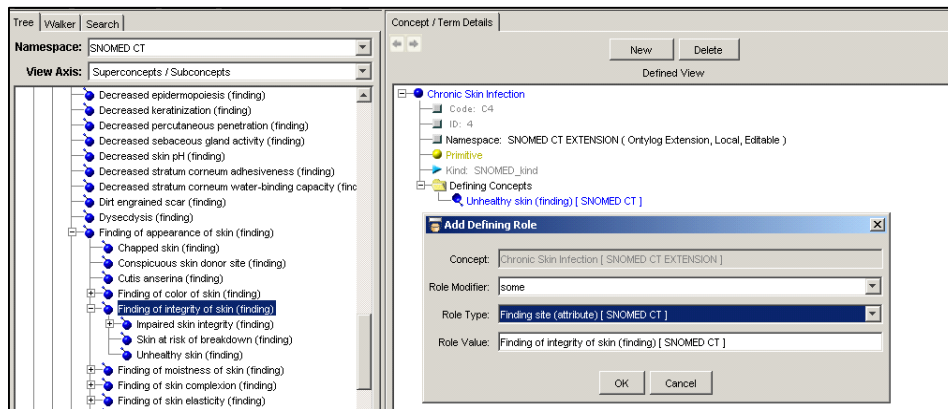 Tree Walker Search
Namespace: SNOMED CT
View Axis: Superconcepts / Subconcepts
Decreased epidermopoiesis (finding)
Decreased keratinization (finding)
Decreased percutaneous penetration (finding)
Decreased sebaceous gland activity (finding)
Decreased skin pH (finding)
Decreased stratum corneum adhesiveness (finding)
Decreased stratum corneum water-binding capacity (finc
Dirt engrained scar (finding)
Dysecdysis (finding)
Finding of appearance of skin (finding)
Chapped skin (finding)
Conspicuous skin donor site (finding)
Cutis anserina (finding)
Finding of color of skin (finding)
Finding of integrity of skin (finding)
Impaired skin integrity (finding)
Skin at risk of breakdown (finding)
Unhealthy skin (finding)
Finding of moistness of skin (finding)
Finding of skin complexion (finding)
Finding of skin elasticity (finding)
Concept / Term Details
New Delete
Defined View
Chronic Skin Infection
Code: C4
ID: 4
Namespace: SNOMED CT EXTENSION ( Ontylog Extension, Local, Editable )
Primitive
Kind: SNOMED_kind
Defining Concepts
Unhealthy skin (finding) [ SNOMED CT ]
Add Defining Role
Concept: Chronic Skin Infection [ SNOMED CT EXTENSION ]
Role Modifier: some
Role Type: Finding site (attribute) [ SNOMED CT ]
Role Value: Finding of integrity of skin (finding) [ SNOMED CT ]
OK Cancel